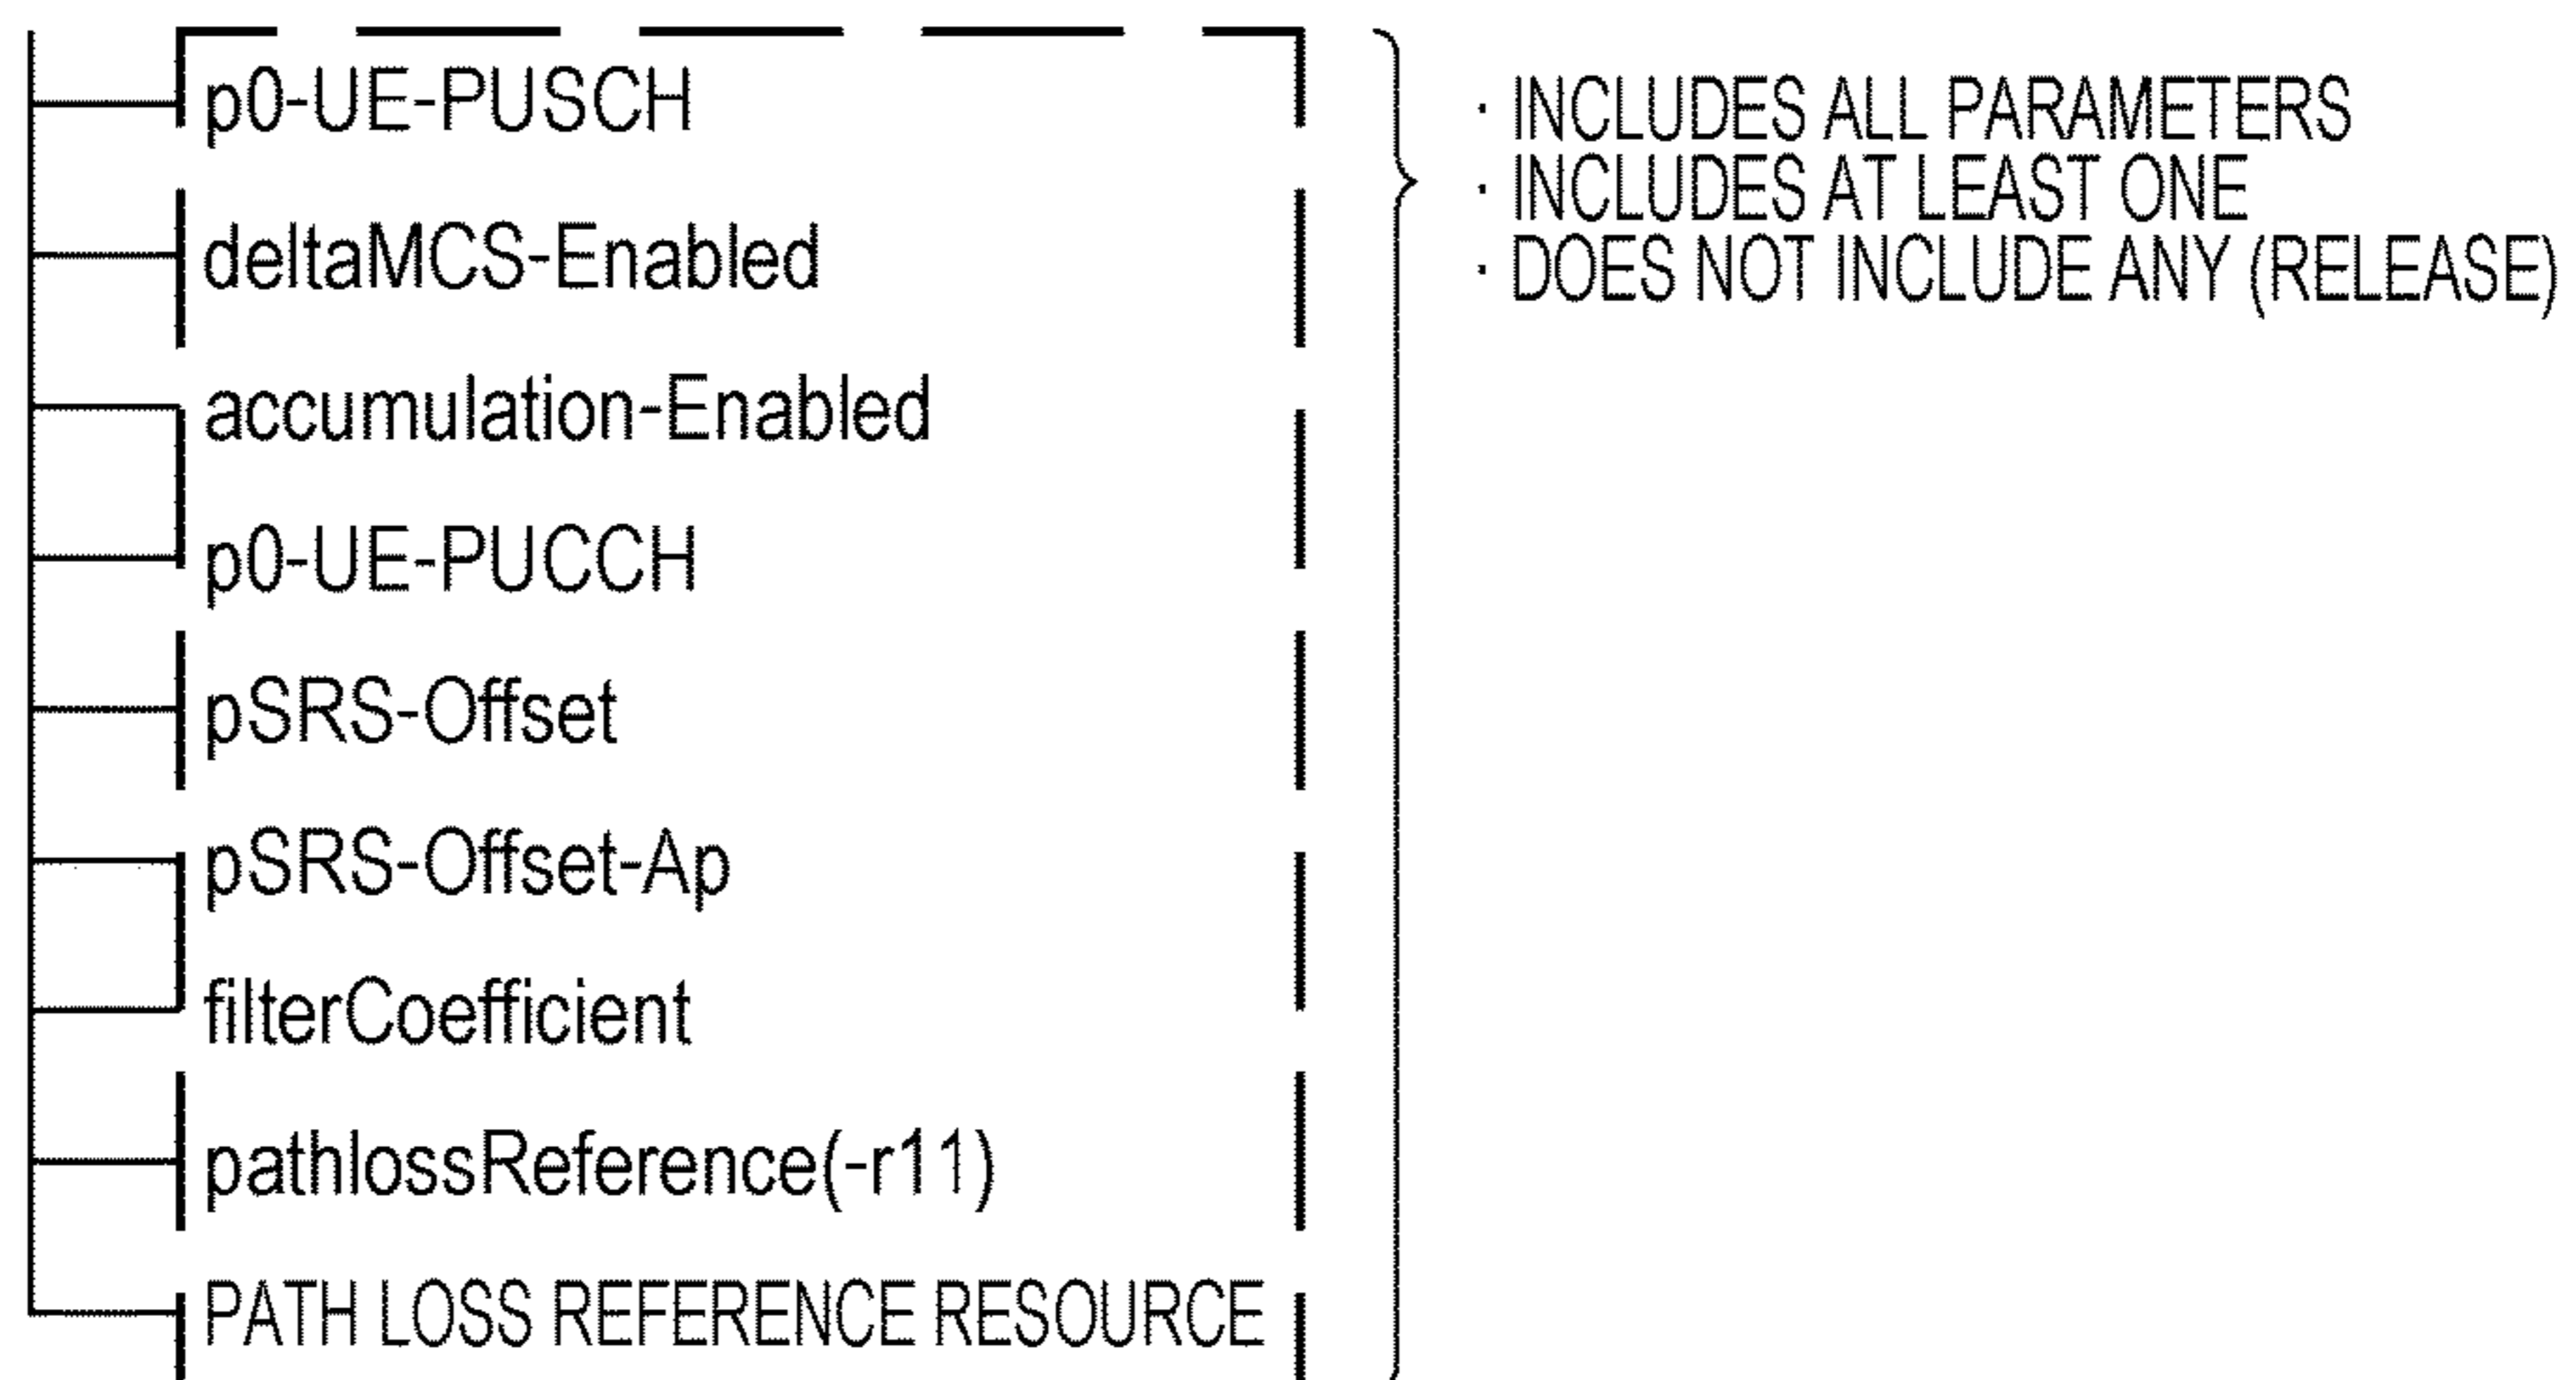 p0-UE-PUSCH
deltaMCS-Enabled
accumulation-Enabled
p0-UE-PUCCH
pSRS-Offset
pSRS-Offset-Ap
filterCoefficient
pathlossReference(-r11)
PATH LOSS REFERENCE RESOURCE
· INCLUDES ALL PARAMETERS
· INCLUDES AT LEAST ONE
· DOES NOT INCLUDE ANY (RELEASE)